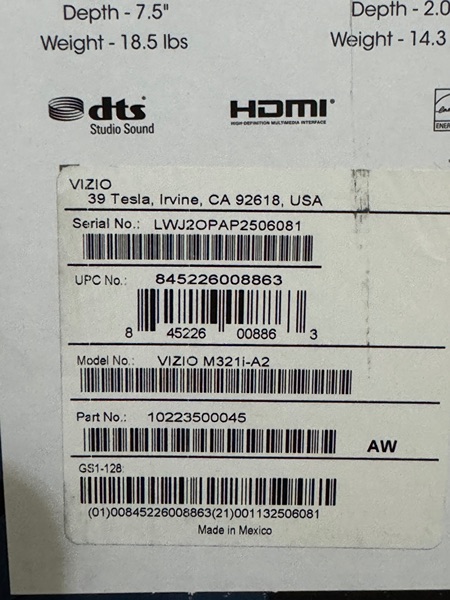 Depth - 7.5" Depth - 2.0
Weight - 18.5 lbs Weight - 14.3
dts HDMI
Studio Sound HIGH-DEFINITION MULTIMEDIA INTERFACE
VIZIO
39 Tesla, Irvine, CA 92618, USA
Serial No.: LWJ2OPAP2506081
UPC No.: 845226008863
8 45226 00886 3
Model No.: VIZIO M321i-A2
Part No.: 10223500045
AW
GS1-128:
(01)00845226008863(21)001132506081
Made in Mexico